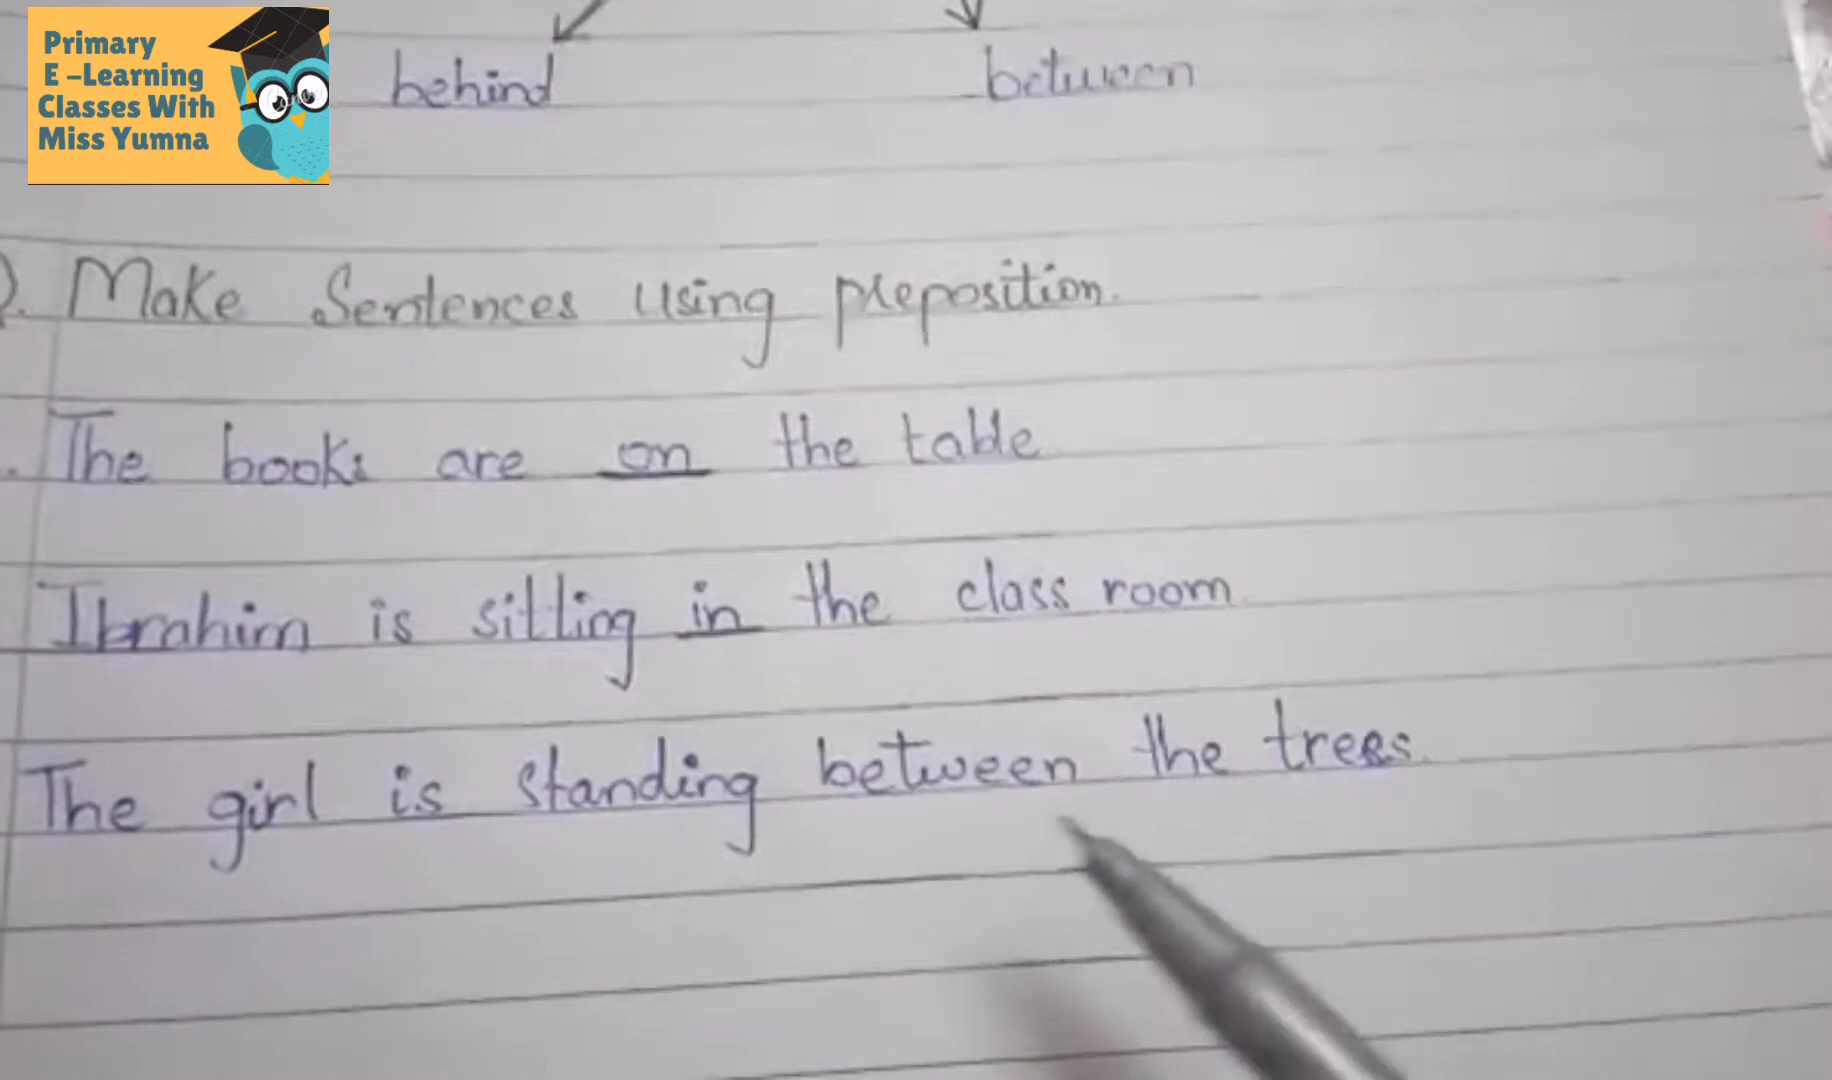 Primary
E -Learning
Classes With
Miss Yumna
behind between
Q. Make Sentences using preposition.
The books are on the table
Ibrahim is sitting in the class room
The girl is standing between the trees.